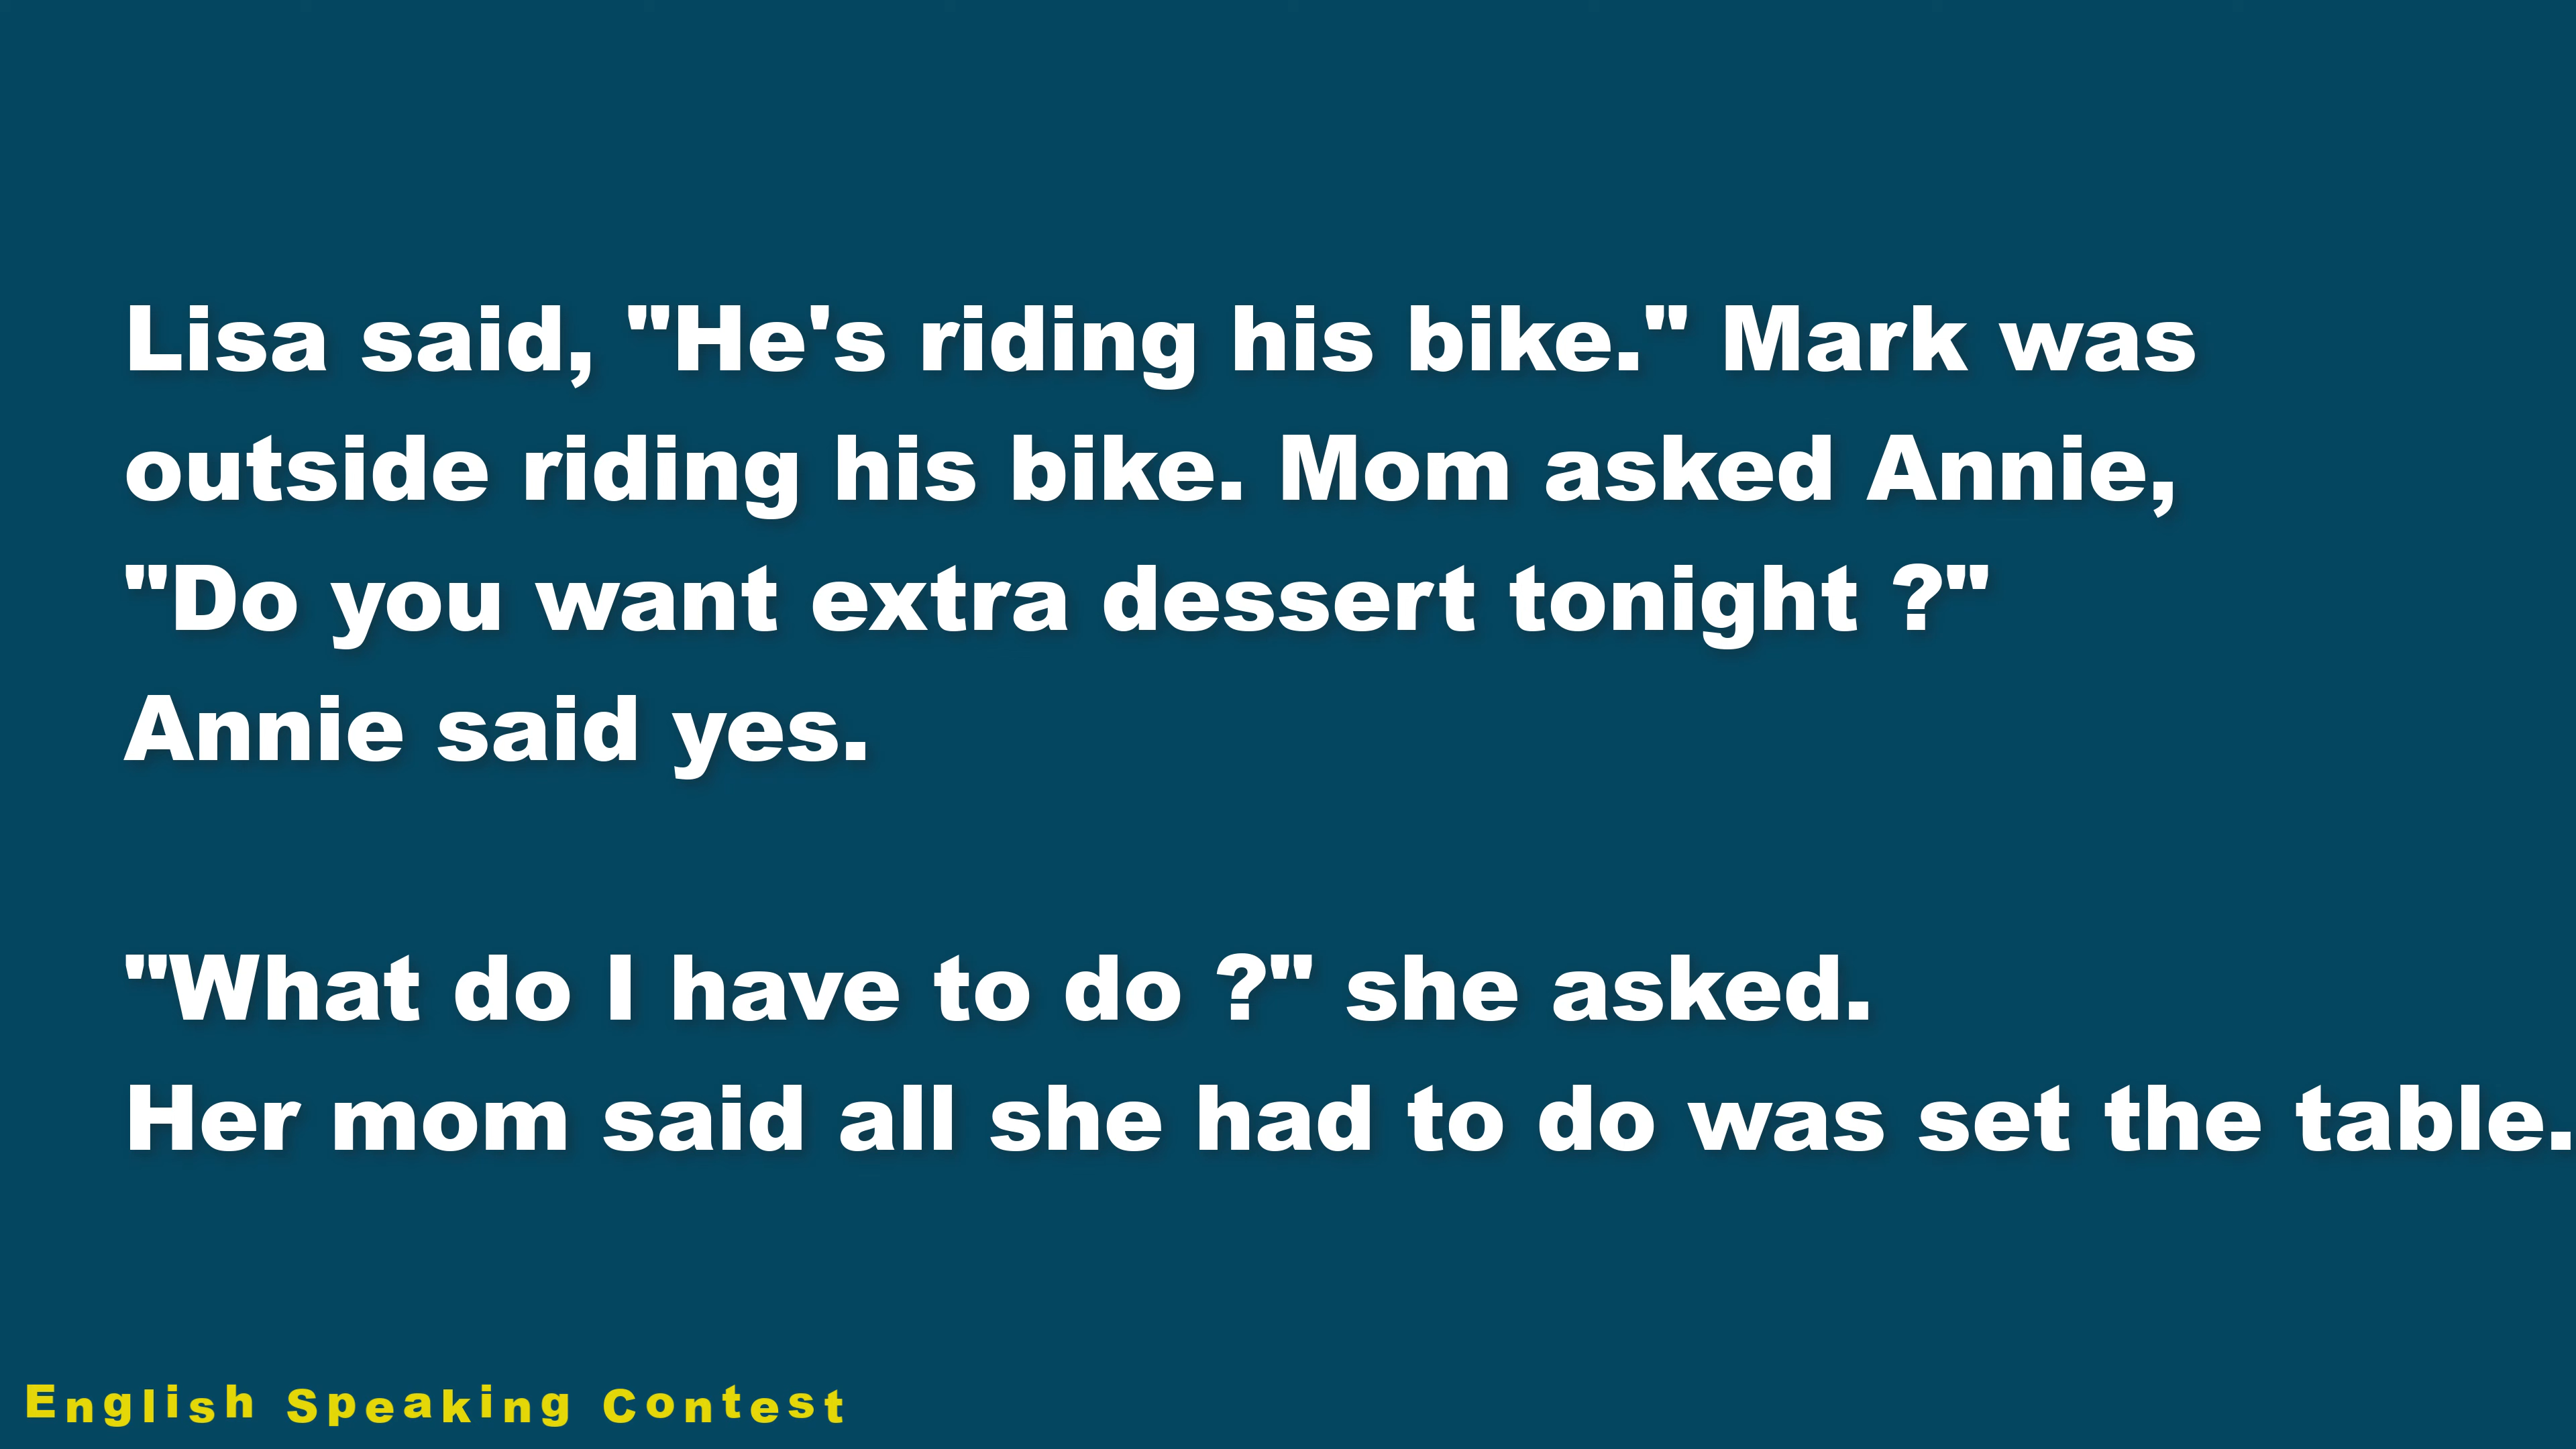 Lisa said, "He's riding his bike." Mark was
outside riding his bike. Mom asked Annie,
"Do you want extra dessert tonight ?"
Annie said yes.
"What do I have to do ?" she asked.
Her mom said all she had to do was set the table.
English Speaking Contest